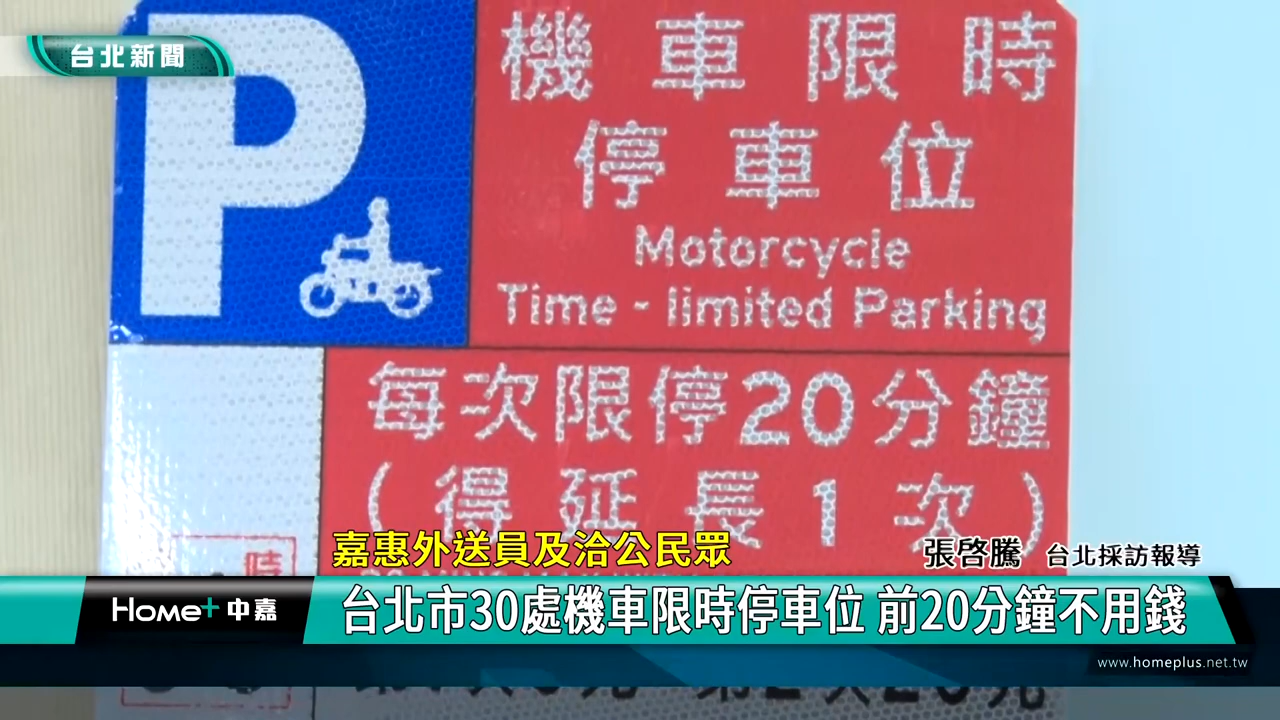 台北新聞
P
機車限時
停車位
Motorcycle
Time - limited Parking
每次限停20分鐘
(得延長1次)
時
嘉惠外送員及洽公民眾
張啓騰 台北採訪報導
Home+中嘉
台北市30處機車限時停車位 前20分鐘不用錢
www.homeplus.net.tw